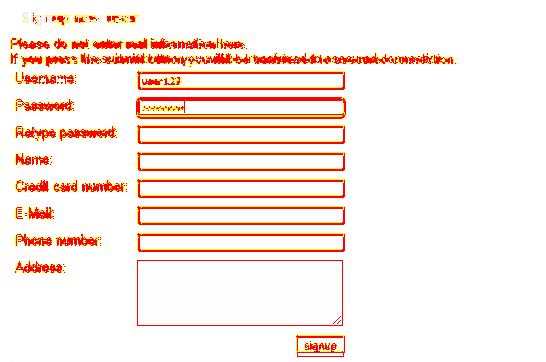 Signup new user
Please do not enter real information here.
If you press the submit button you will be transferred to a secured connection.
Username:
Password:
Retype password:
Name:
Credit card number:
E-Mail:
Phone number:
Address:
signup